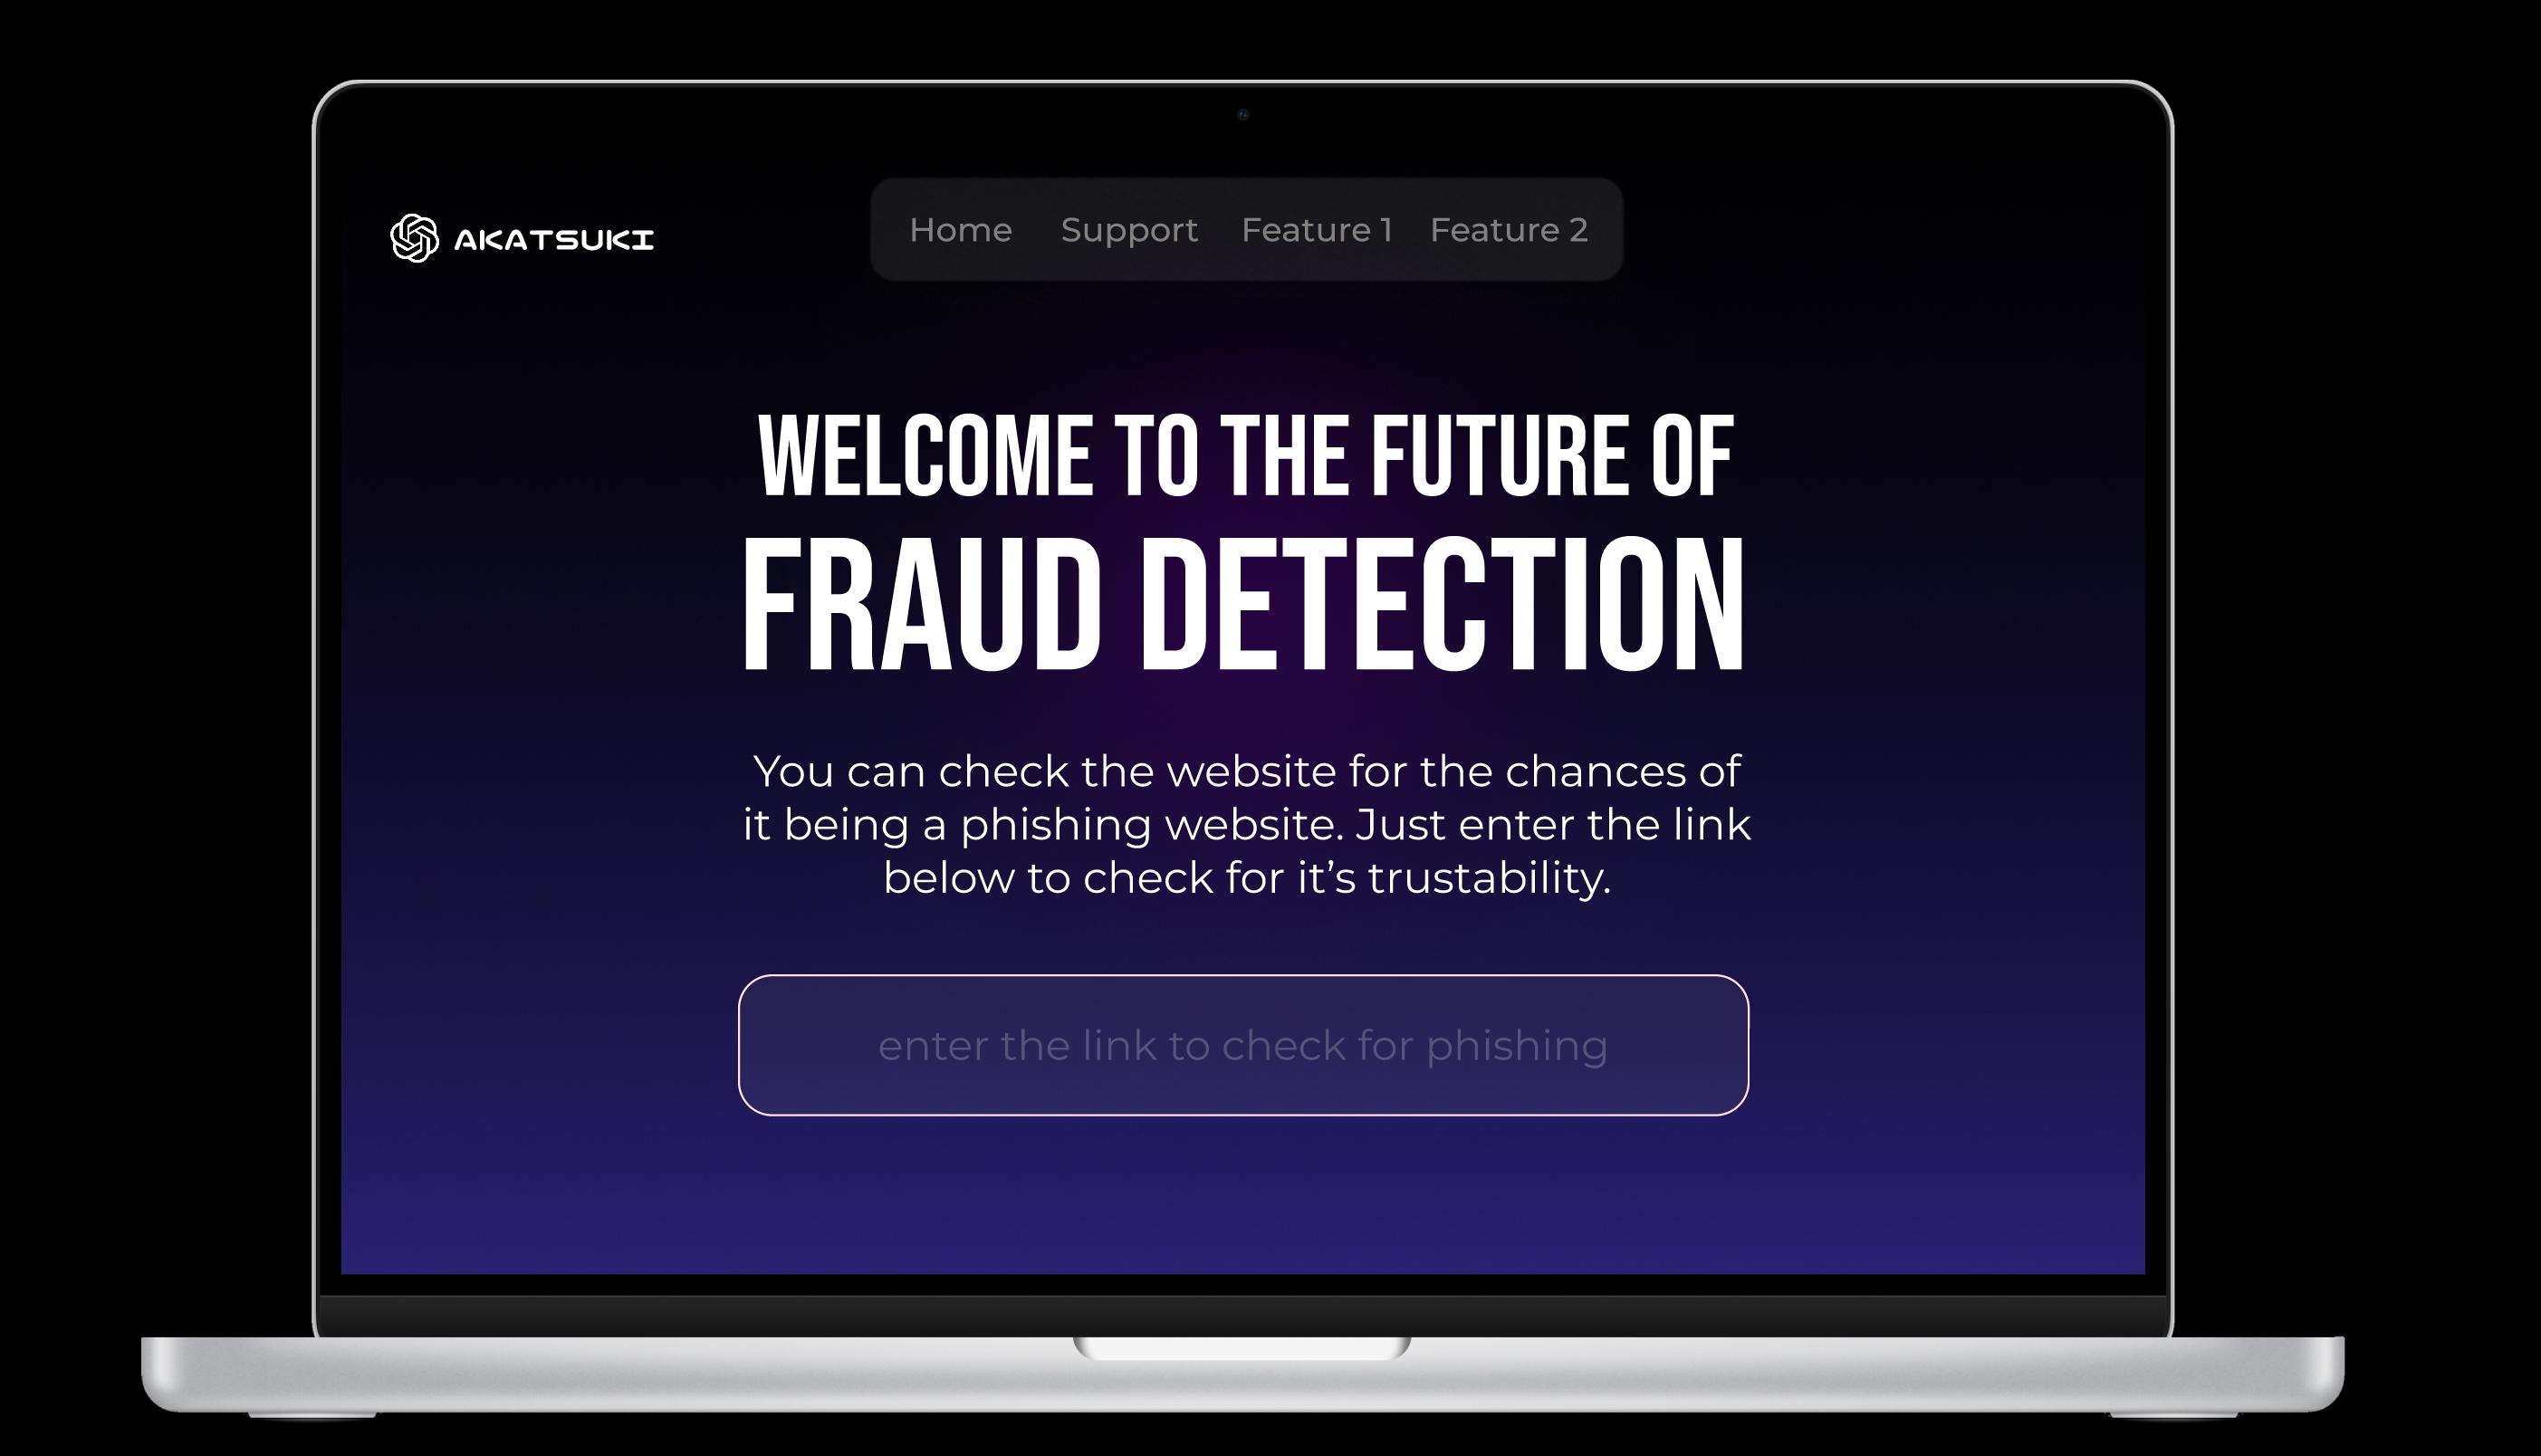 AKATSUKI
Home Support Feature 1 Feature 2
WELCOME TO THE FUTURE OF
FRAUD DETECTION
You can check the website for the chances of
it being a phishing website. Just enter the link
below to check for it’s trustability.
enter the link to check for phishing